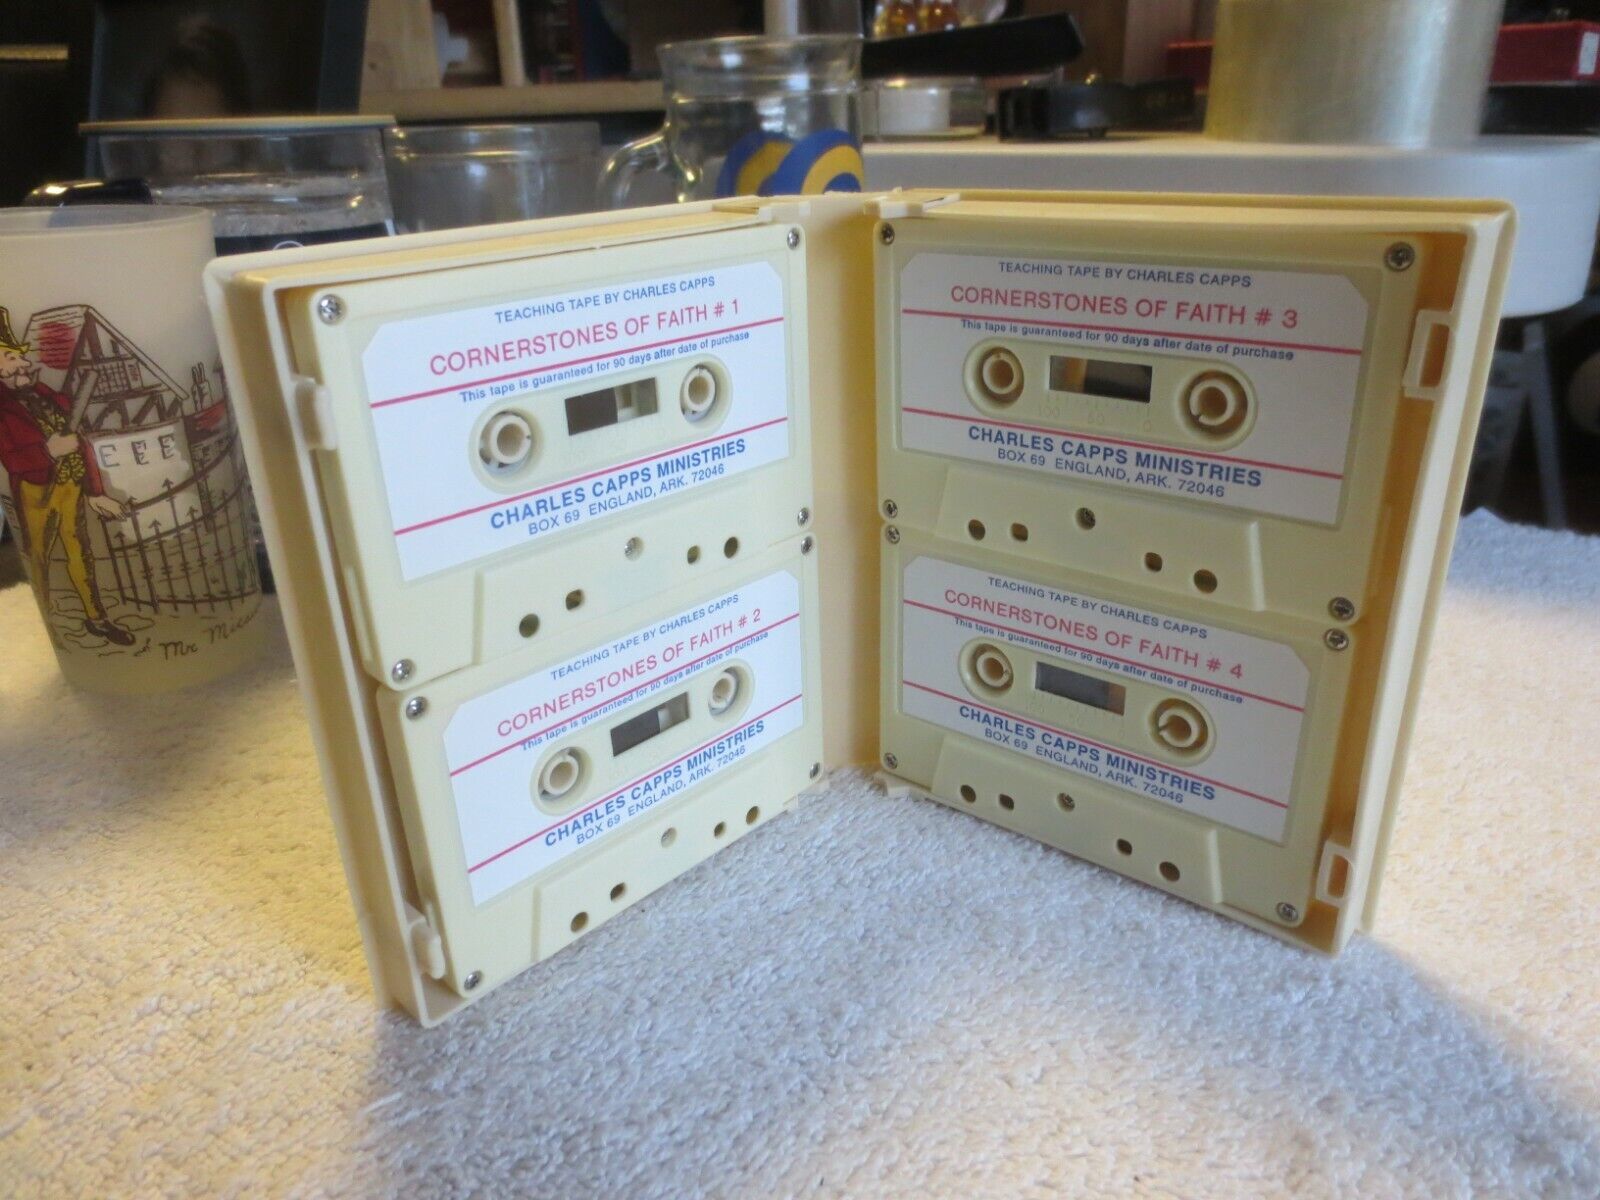 TEACHING TAPE BY CHARLES CAPPS
CORNERSTONES OF FAITH # 1
This tape is guaranteed for 90 days after date of purchase
CHARLES CAPPS MINISTRIES
BOX 69 ENGLAND, ARK. 72046
TEACHING TAPE BY CHARLES CAPPS
CORNERSTONES OF FAITH # 2
This tape is guaranteed for 90 days after date of purchase
CHARLES CAPPS MINISTRIES
BOX 69 ENGLAND, ARK. 72046
TEACHING TAPE BY CHARLES CAPPS
CORNERSTONES OF FAITH # 3
This tape is guaranteed for 90 days after date of purchase
100 50 0
CHARLES CAPPS MINISTRIES
BOX 69 ENGLAND, ARK. 72046
TEACHING TAPE BY CHARLES CAPPS
CORNERSTONES OF FAITH # 4
This tape is guaranteed for 90 days after date of purchase
CHARLES CAPPS MINISTRIES
BOX 69 ENGLAND, ARK. 72046
Mr